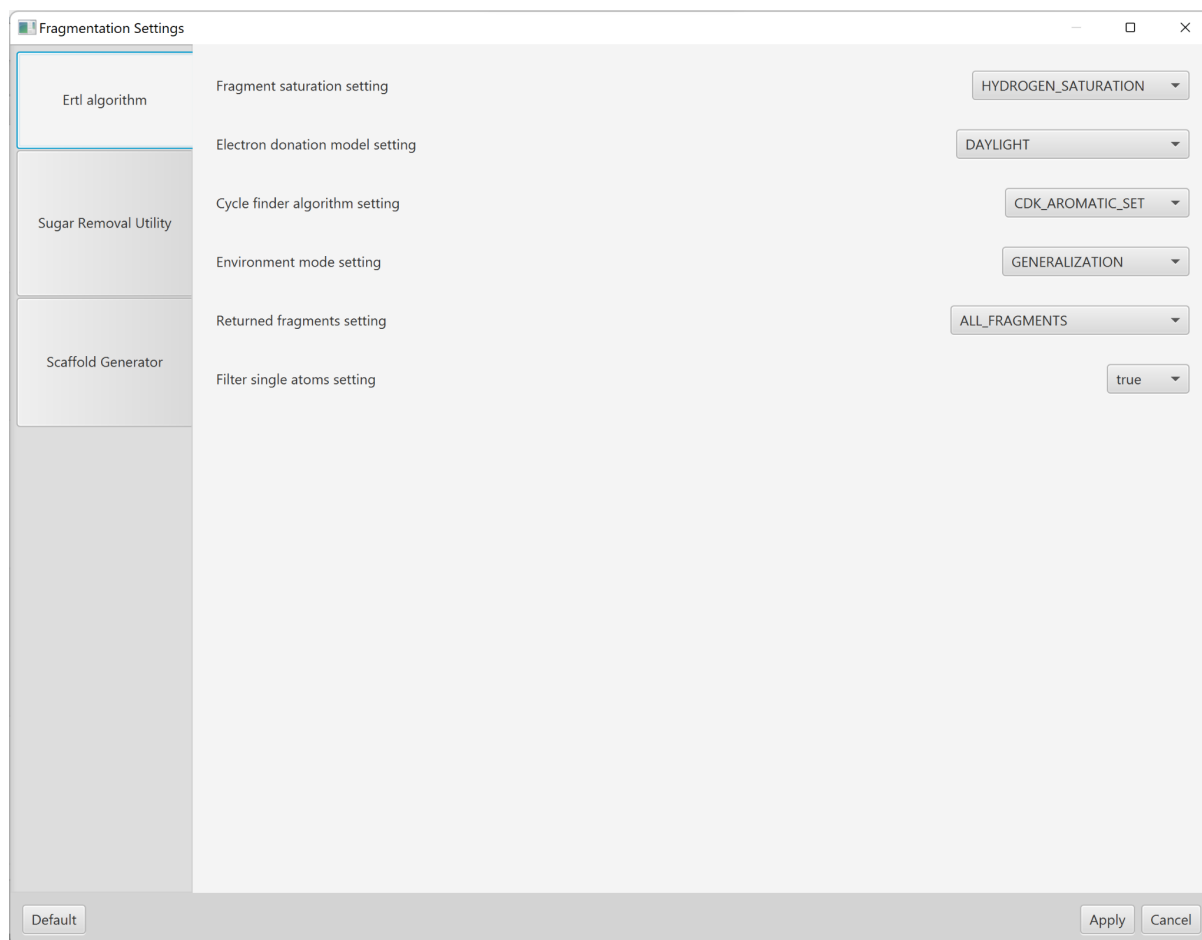 Fragmentation Settings
Ertl algorithm
Sugar Removal Utility
Scaffold Generator
Fragment saturation setting HYDROGEN_SATURATION
Electron donation model setting DAYLIGHT
Cycle finder algorithm setting CDK_AROMATIC_SET
Environment mode setting GENERALIZATION
Returned fragments setting ALL_FRAGMENTS
Filter single atoms setting true
Default Apply Cancel